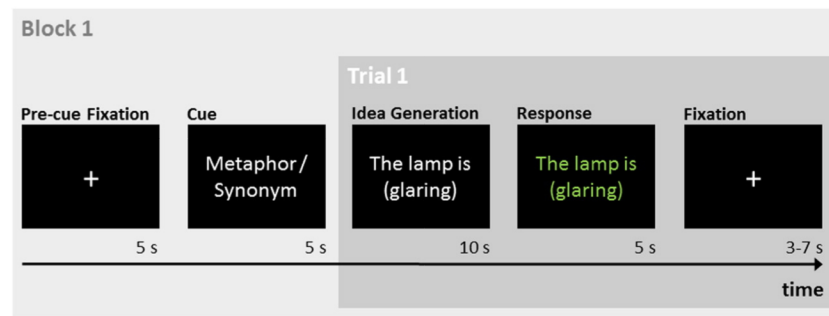 Block 1
Trial 1
Pre-cue Fixation
Cue
Idea Generation
Response
Fixation
+
Metaphor/
Synonym
The lamp is
(glaring)
The lamp is
(glaring)
+
5 s
5 s
10 s
5 s
3-7 s
time